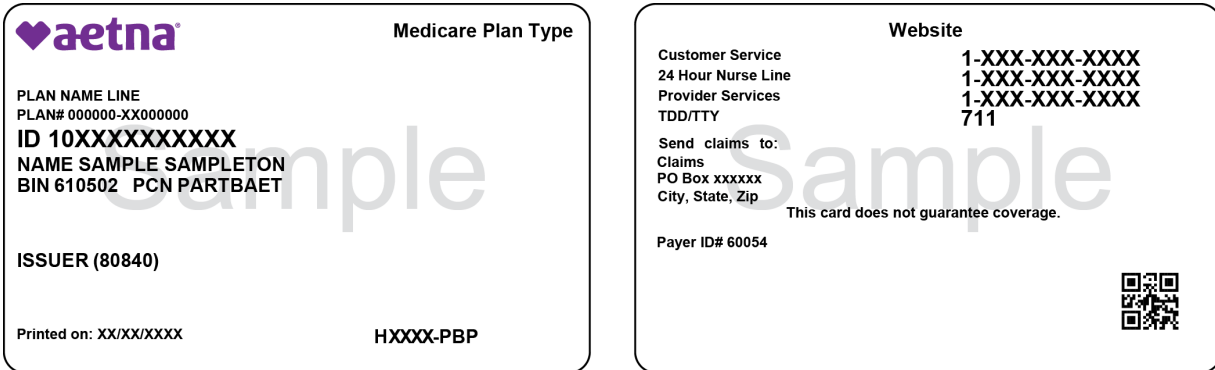 aetna®
Medicare Plan Type
PLAN NAME LINE
PLAN# 000000-XX000000
ID 10XXXXXXXXXX
NAME SAMPLE SAMPLETON
BIN 610502 PCN PARTBAET
Sample
ISSUER (80840)
Printed on: XX/XX/XXXX
HXXXX-PBP
Website
Customer Service 1-XXX-XXX-XXXX
24 Hour Nurse Line 1-XXX-XXX-XXXX
Provider Services 1-XXX-XXX-XXXX
TDD/TTY 711
Send claims to:
Claims
PO Box xxxxxx
City, State, Zip
Sample
This card does not guarantee coverage.
Payer ID# 60054